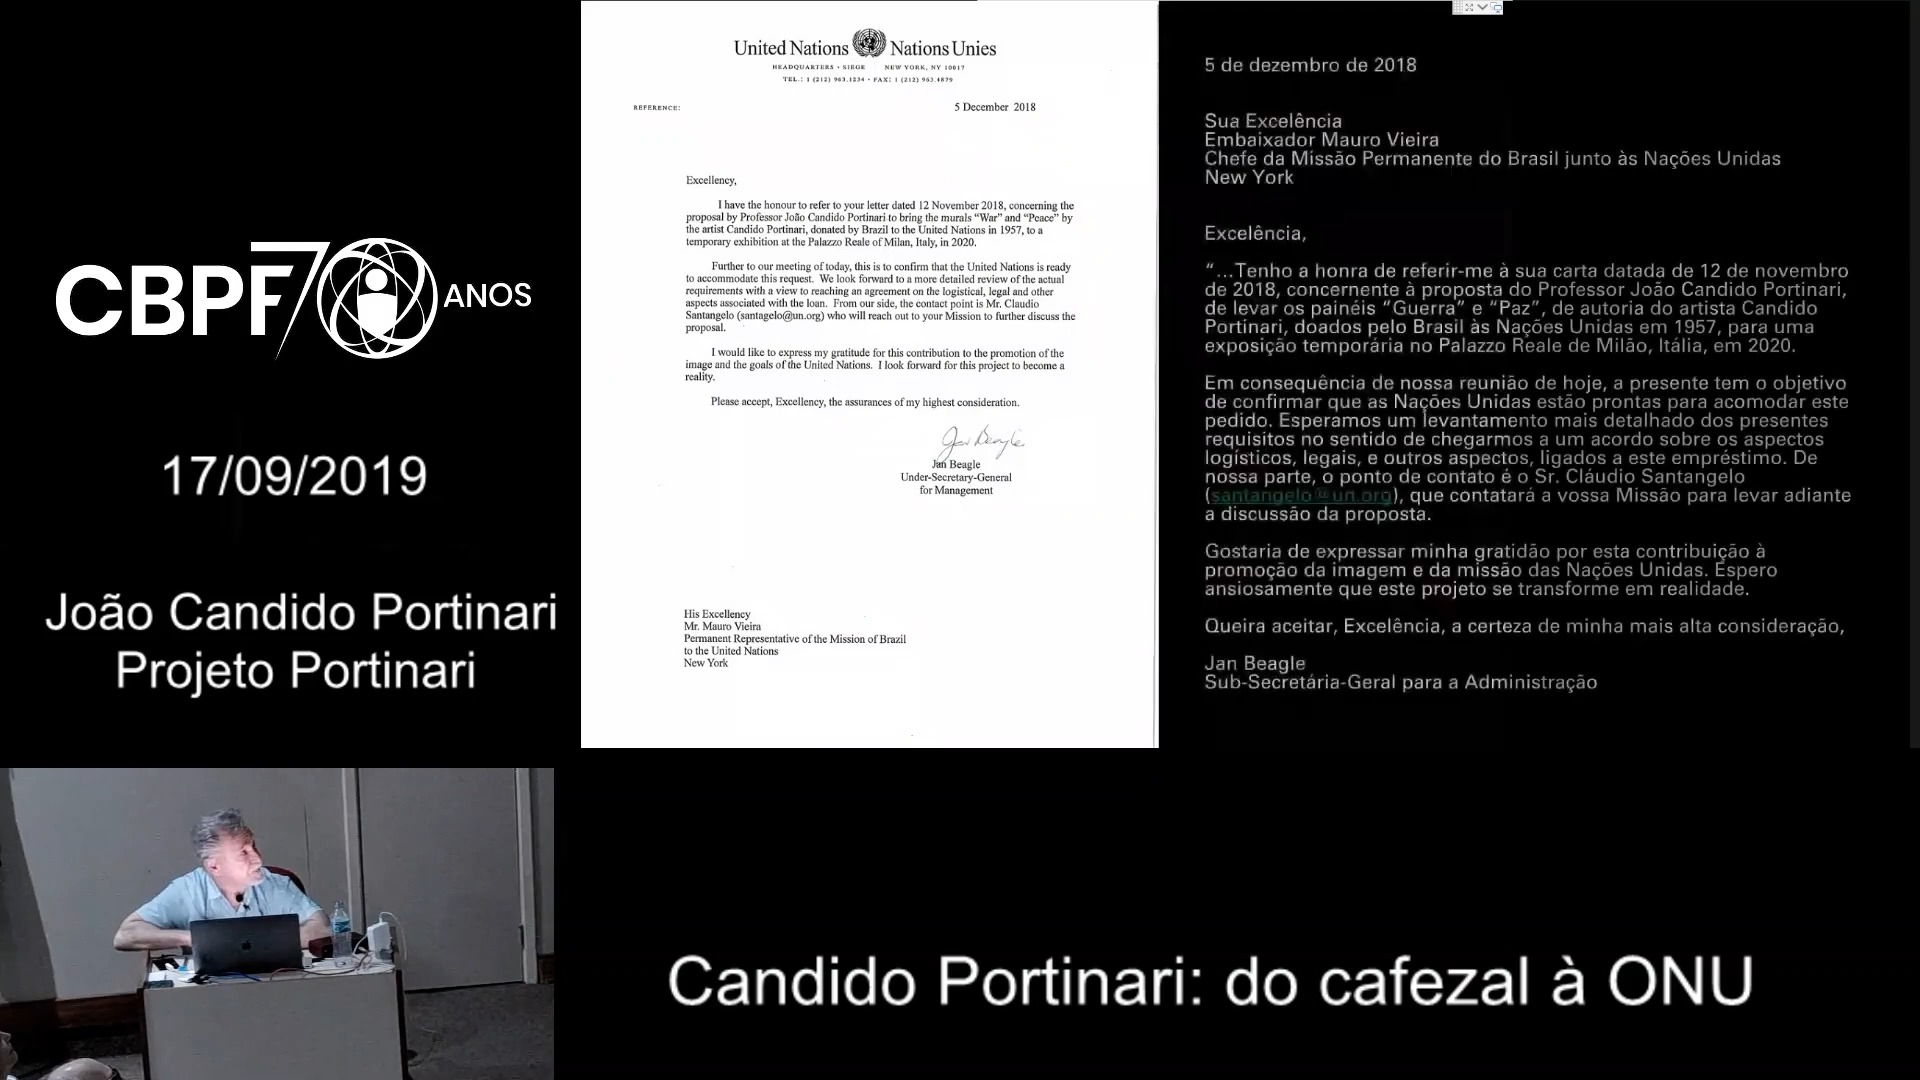 CBPF 70 ANOS
17/09/2019
João Candido Portinari
Projeto Portinari
United Nations Nations Unies
HEADQUARTERS • SIEGE NEW YORK, NY 10017
TEL.: 1 (212) 963.1234 • FAX: 1 (212) 963.4879
REFERENCE:
5 December 2018
Excellency,
I have the honour to refer to your letter dated 12 November 2018, concerning the
proposal by Professor João Candido Portinari to bring the murals “War” and “Peace” by
the artist Candido Portinari, donated by Brazil to the United Nations in 1957, to a
temporary exhibition at the Palazzo Reale of Milan, Italy, in 2020.
Further to our meeting of today, this is to confirm that the United Nations is ready
to accommodate this request. We look forward to a more detailed review of the actual
requirements with a view to reaching an agreement on the logistical, legal and other
aspects associated with the loan. From our side, the contact point is Mr. Claudio
Santangelo (santagelo@un.org) who will reach out to your Mission to further discuss the
proposal.
I would like to express my gratitude for this contribution to the promotion of the
image and the goals of the United Nations. I look forward for this project to become a
reality.
Please accept, Excellency, the assurances of my highest consideration.
Jan Beagle
Jan Beagle
Under-Secretary-General
for Management
His Excellency
Mr. Mauro Vieira
Permanent Representative of the Mission of Brazil
to the United Nations
New York
5 de dezembro de 2018
Sua Excelência
Embaixador Mauro Vieira
Chefe da Missão Permanente do Brasil junto às Nações Unidas
New York
Excelência,
“...Tenho a honra de referir-me à sua carta datada de 12 de novembro
de 2018, concernente à proposta do Professor João Candido Portinari,
de levar os painéis “Guerra” e “Paz”, de autoria do artista Candido
Portinari, doados pelo Brasil às Nações Unidas em 1957, para uma
exposição temporária no Palazzo Reale de Milão, Itália, em 2020.
Em consequência de nossa reunião de hoje, a presente tem o objetivo
de confirmar que as Nações Unidas estão prontas para acomodar este
pedido. Esperamos um levantamento mais detalhado dos presentes
requisitos no sentido de chegarmos a um acordo sobre os aspectos
logísticos, legais, e outros aspectos, ligados a este empréstimo. De
nossa parte, o ponto de contato é o Sr. Cláudio Santangelo
(santangelo@un.org), que contatará a vossa Missão para levar adiante
a discussão da proposta.
Gostaria de expressar minha gratidão por esta contribuição à
promoção da imagem e da missão das Nações Unidas. Espero
ansiosamente que este projeto se transforme em realidade.
Queira aceitar, Excelência, a certeza de minha mais alta consideração,
Jan Beagle
Sub-Secretária-Geral para a Administração
Candido Portinari: do cafezal à ONU